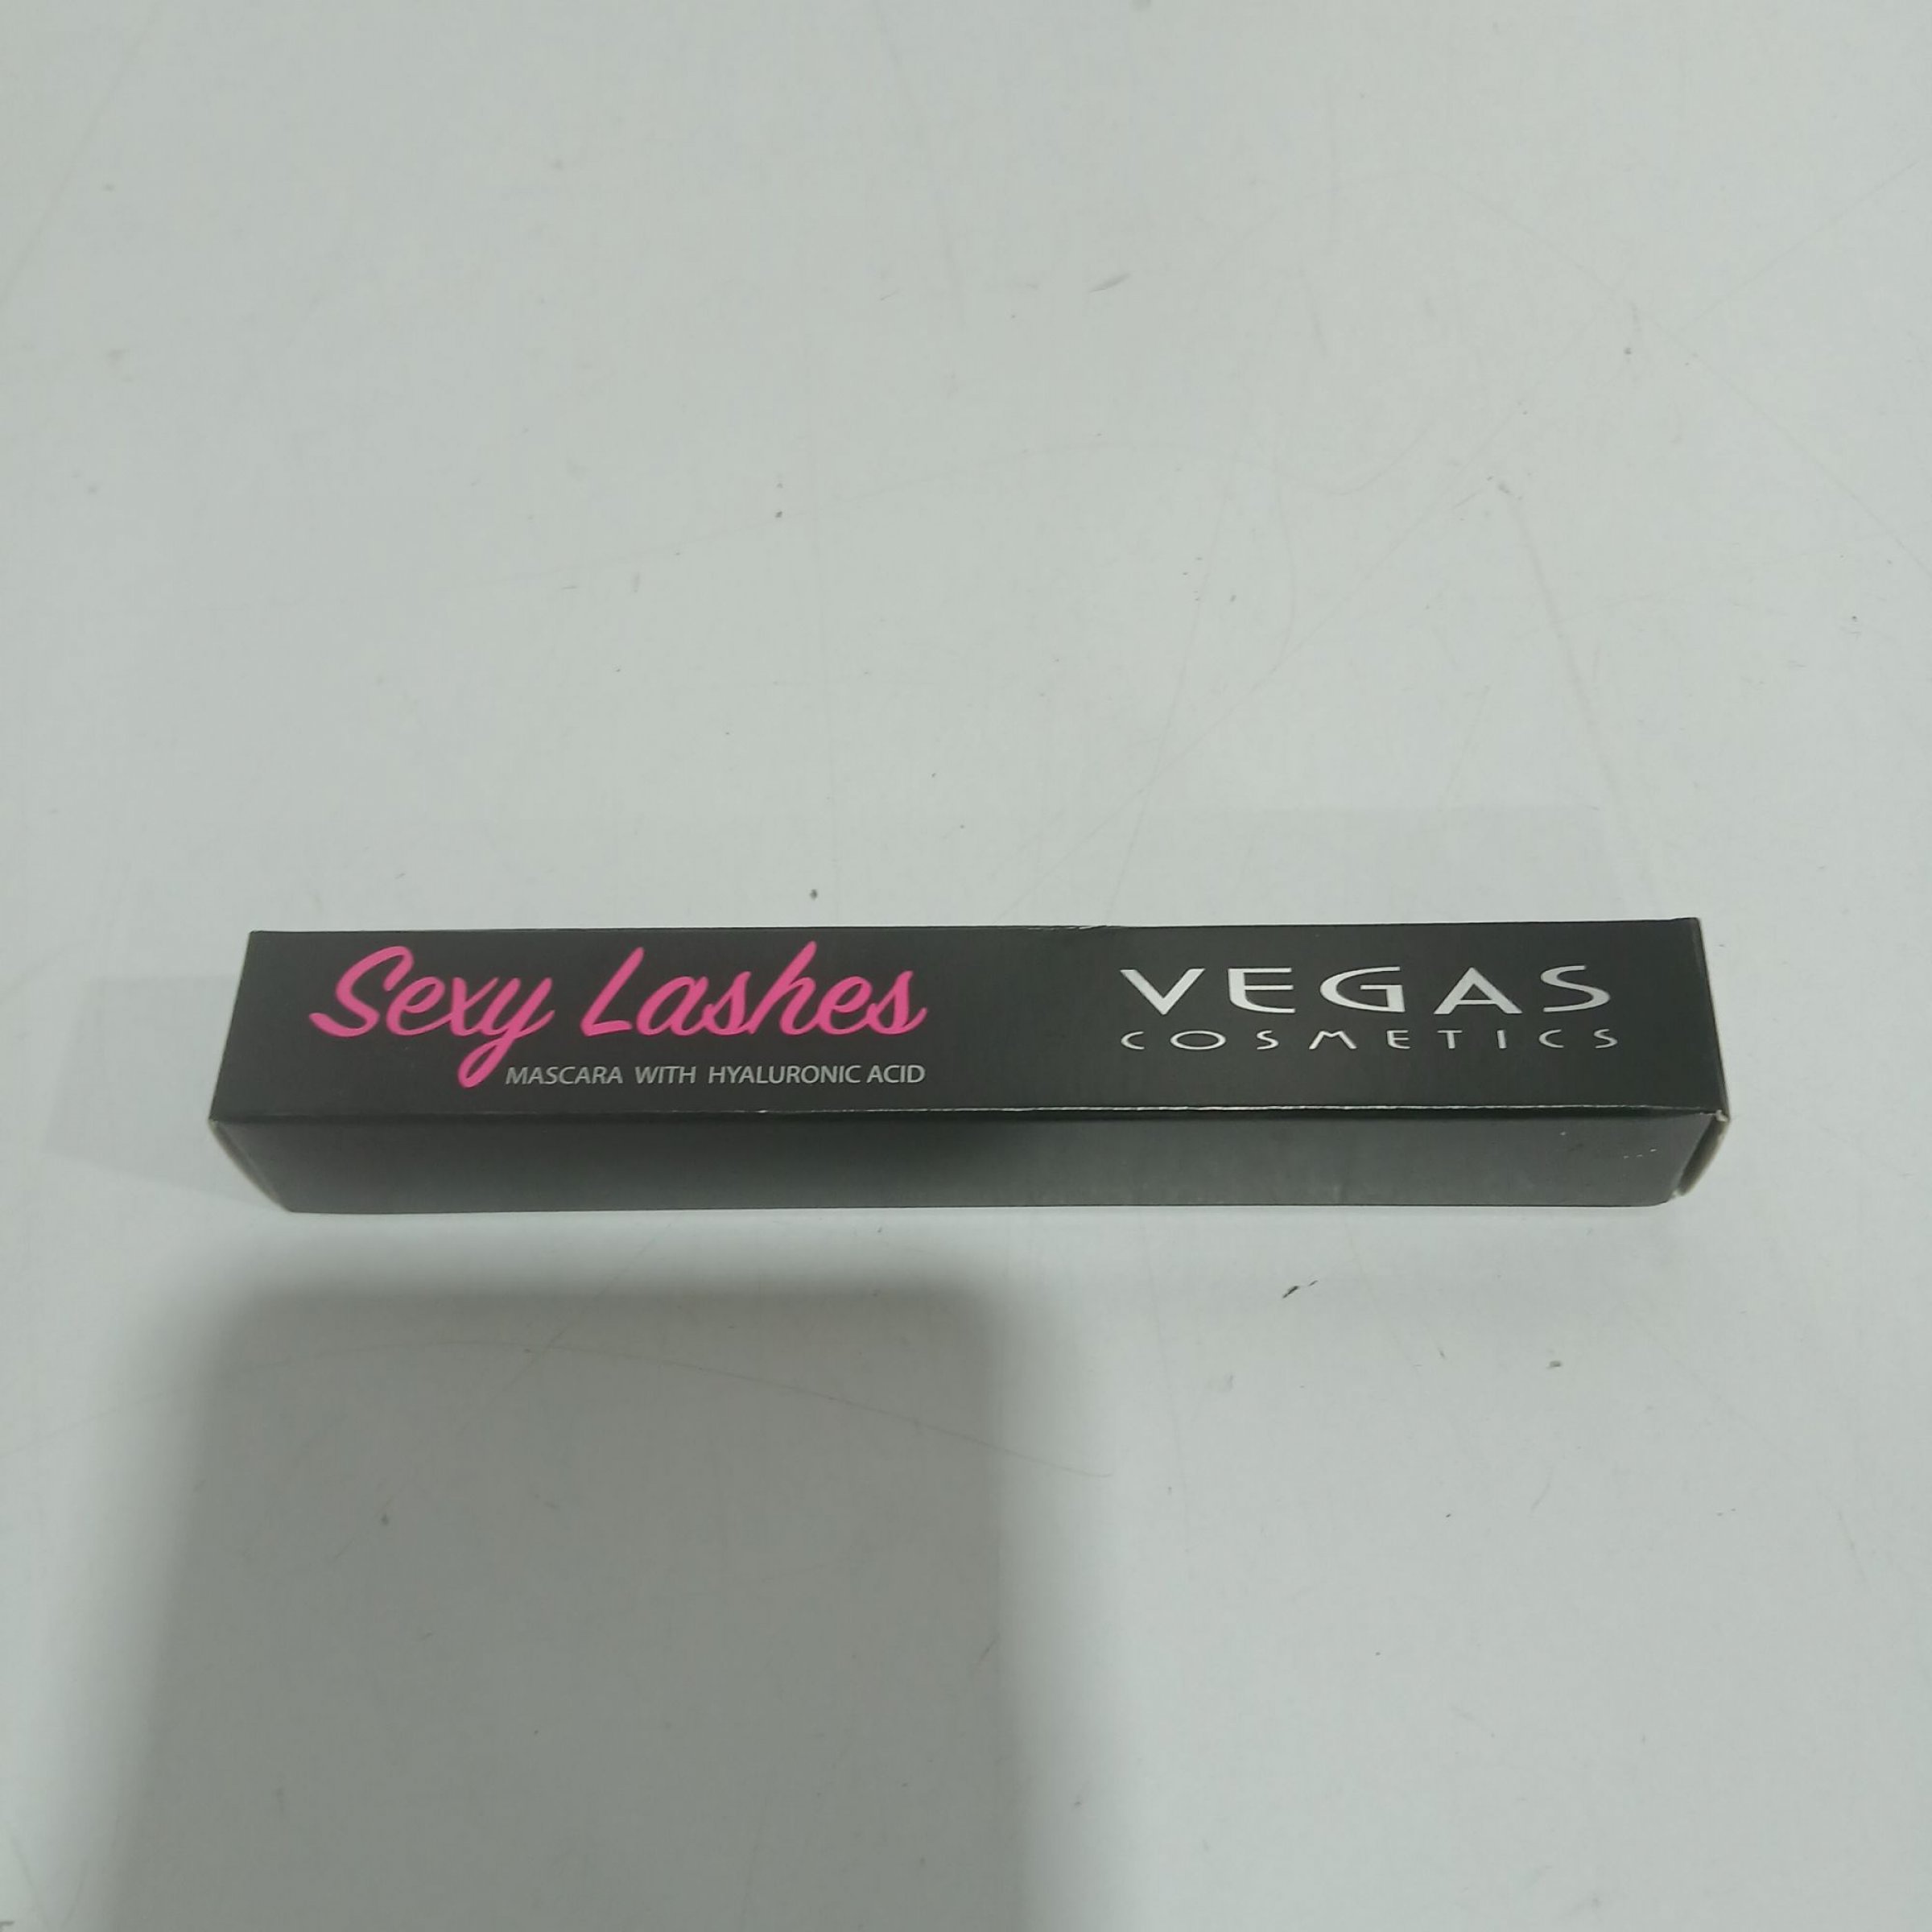 Sexy Lashes
MASCARA WITH HYALURONIC ACID
VEGAS
COSMETICS